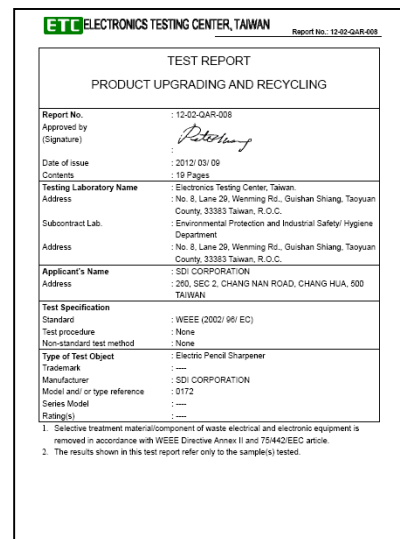 ETC ELECTRONICS TESTING CENTER, TAIWAN
Report No.: 12-02-QAR-008
TEST REPORT
PRODUCT UPGRADING AND RECYCLING
Report No. : 12-02-QAR-008
Approved by
(Signature) :
Date of issue : 2012/ 03/ 09
Contents : 19 Pages
Testing Laboratory Name : Electronics Testing Center, Taiwan.
Address : No. 8, Lane 29, Wenming Rd., Guishan Shiang, Taoyuan
County, 33383 Taiwan, R.O.C.
Subcontract Lab. : Environmental Protection and Industrial Safety/ Hygiene
Department
Address : No. 8, Lane 29, Wenming Rd., Guishan Shiang, Taoyuan
County, 33383 Taiwan, R.O.C.
Applicant's Name : SDI CORPORATION
Address : 260, SEC 2, CHANG NAN ROAD, CHANG HUA, 500
TAIWAN
Test Specification
Standard : WEEE (2002/ 96/ EC)
Test procedure : None
Non-standard test method : None
Type of Test Object : Electric Pencil Sharpener
Trademark : ----
Manufacturer : SDI CORPORATION
Model and/ or type reference : 0172
Series Model : ----
Rating(s) : ----
1. Selective treatment material/component of waste electrical and electronic equipment is
removed in accordance with WEEE Directive Annex II and 75/442/EEC article.
2. The results shown in this test report refer only to the sample(s) tested.